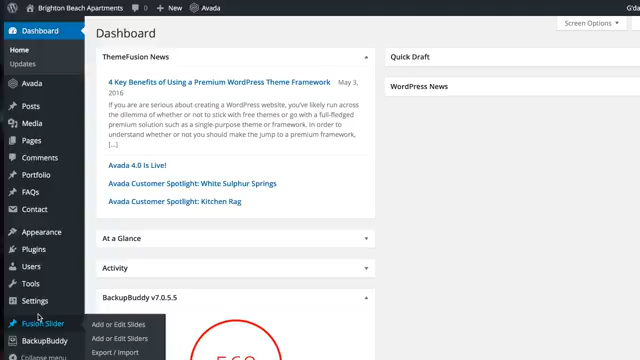 Brighton Beach Apartments 0 + New Avada G'da
Screen Options
Dashboard
Home
Updates
Avada
Posts
Media
Pages
Comments
Portfolio
FAQs
Contact
Appearance
Plugins
Users
Tools
Settings
Fusion Slider
BackupBuddy
Collapse menu
Add or Edit Slides
Add or Edit Sliders
Export / Import
Dashboard
ThemeFusion News
4 Key Benefits of Using a Premium WordPress Theme Framework May 3,
2016
If you are are serious about creating a WordPress website, you've likely run across
the dilemma of whether or not to stick with free themes or go with a full-fledged
premium solution such as a single-purpose theme or framework. In order to
understand whether or not you should make the jump to a premium framework,
[...]
Avada 4.0 Is Live!
Avada Customer Spotlight: White Sulphur Springs
Avada Customer Spotlight: Kitchen Rag
At a Glance
Activity
BackupBuddy v7.0.5.5
568
Quick Draft
WordPress News